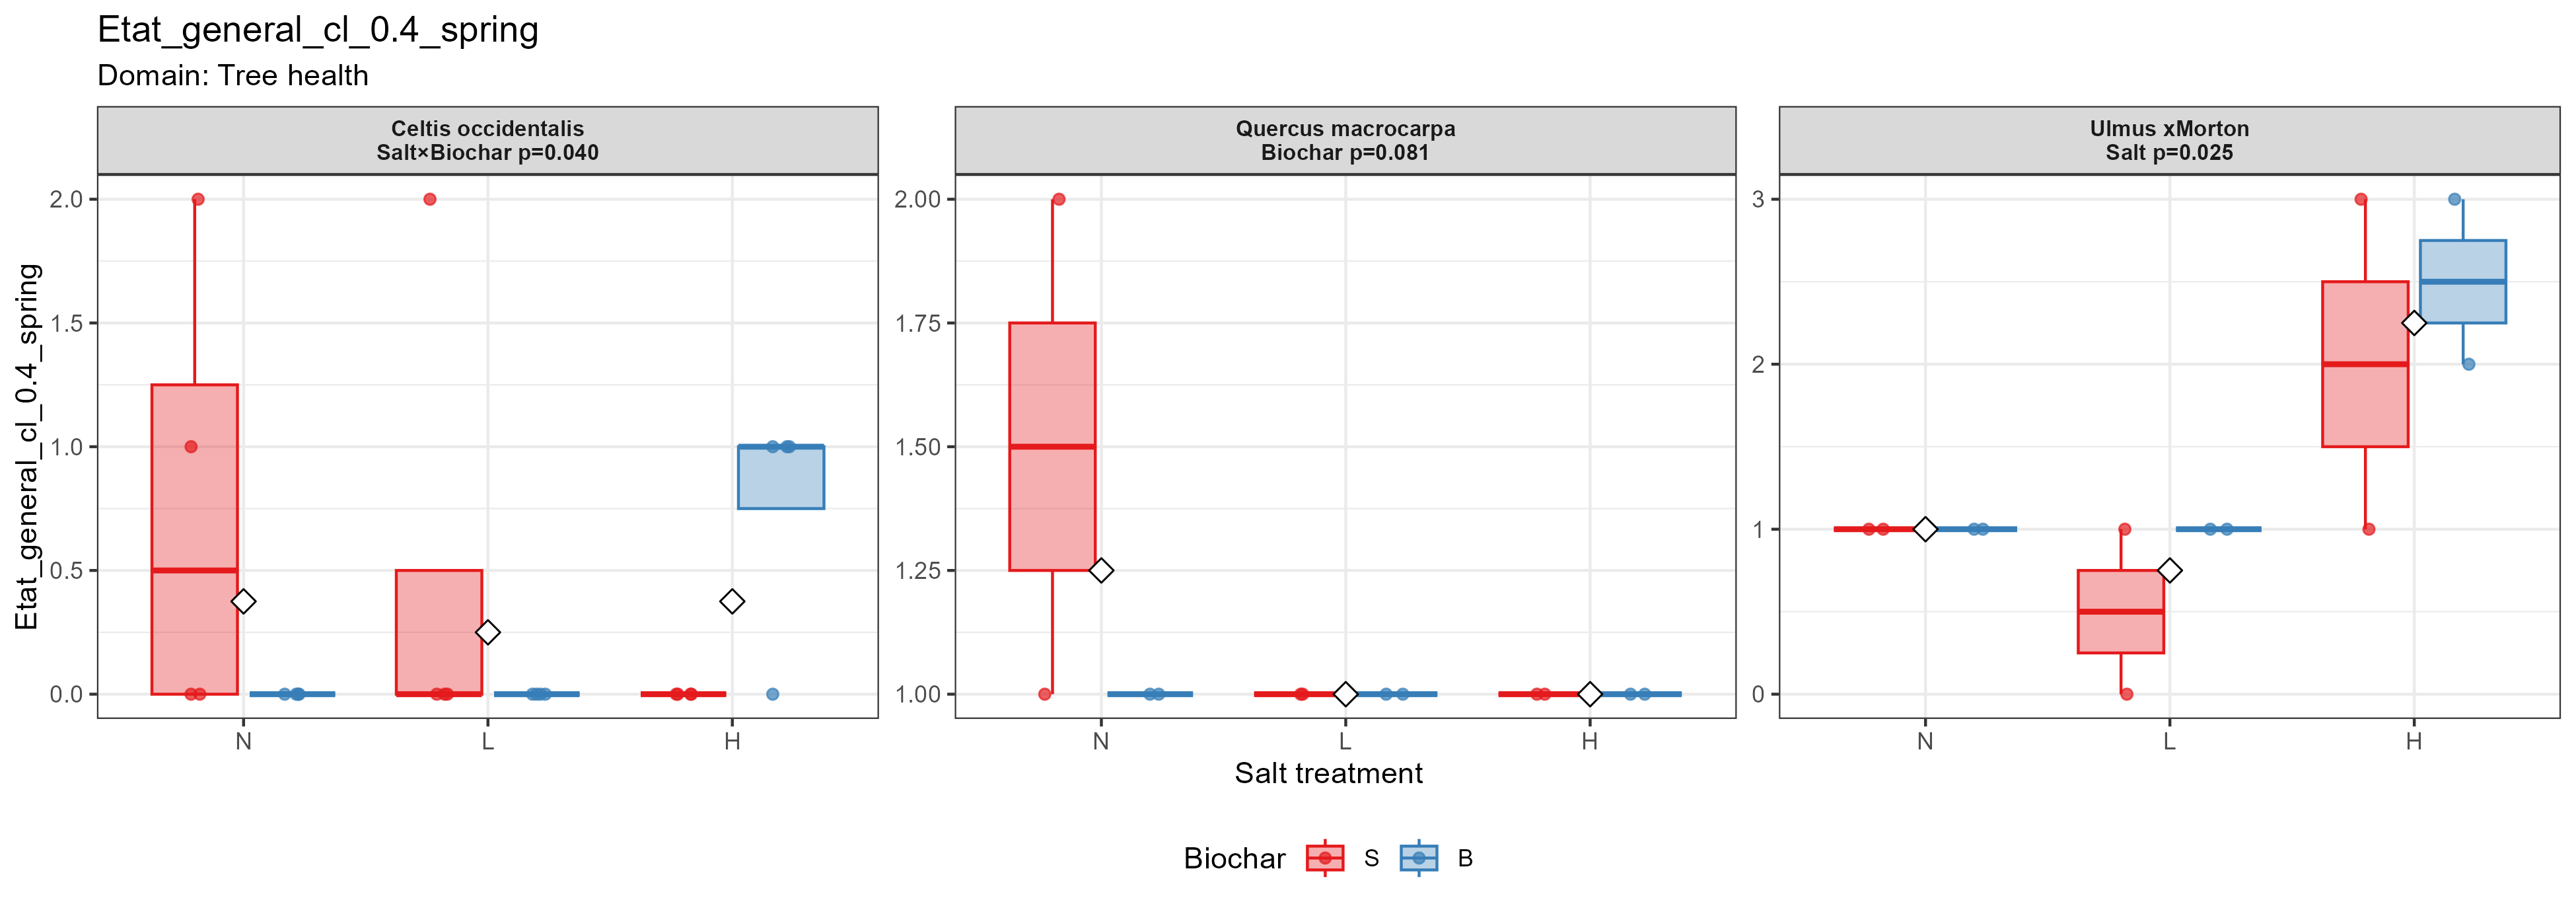 Etat_general_cl_0.4_spring
Domain: Tree health
Celtis occidentalis
Salt×Biochar p=0.040
Quercus macrocarpa
Biochar p=0.081
Ulmus xMorton
Salt p=0.025
Etat_general_cl_0.4_spring
2.0
1.5
1.0
0.5
0.0
2.00
1.75
1.50
1.25
1.00
3
2
1
0
N L H
N L H
N L H
Salt treatment
Biochar S B